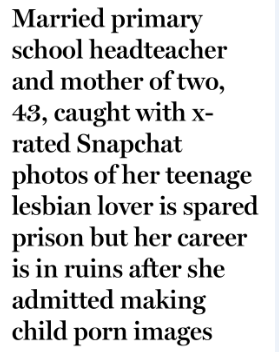 Married primary
school headteacher
and mother of two,
43, caught with x-
rated Snapchat
photos of her teenage
lesbian lover is spared
prison but her career
is in ruins after she
admitted making
child porn images